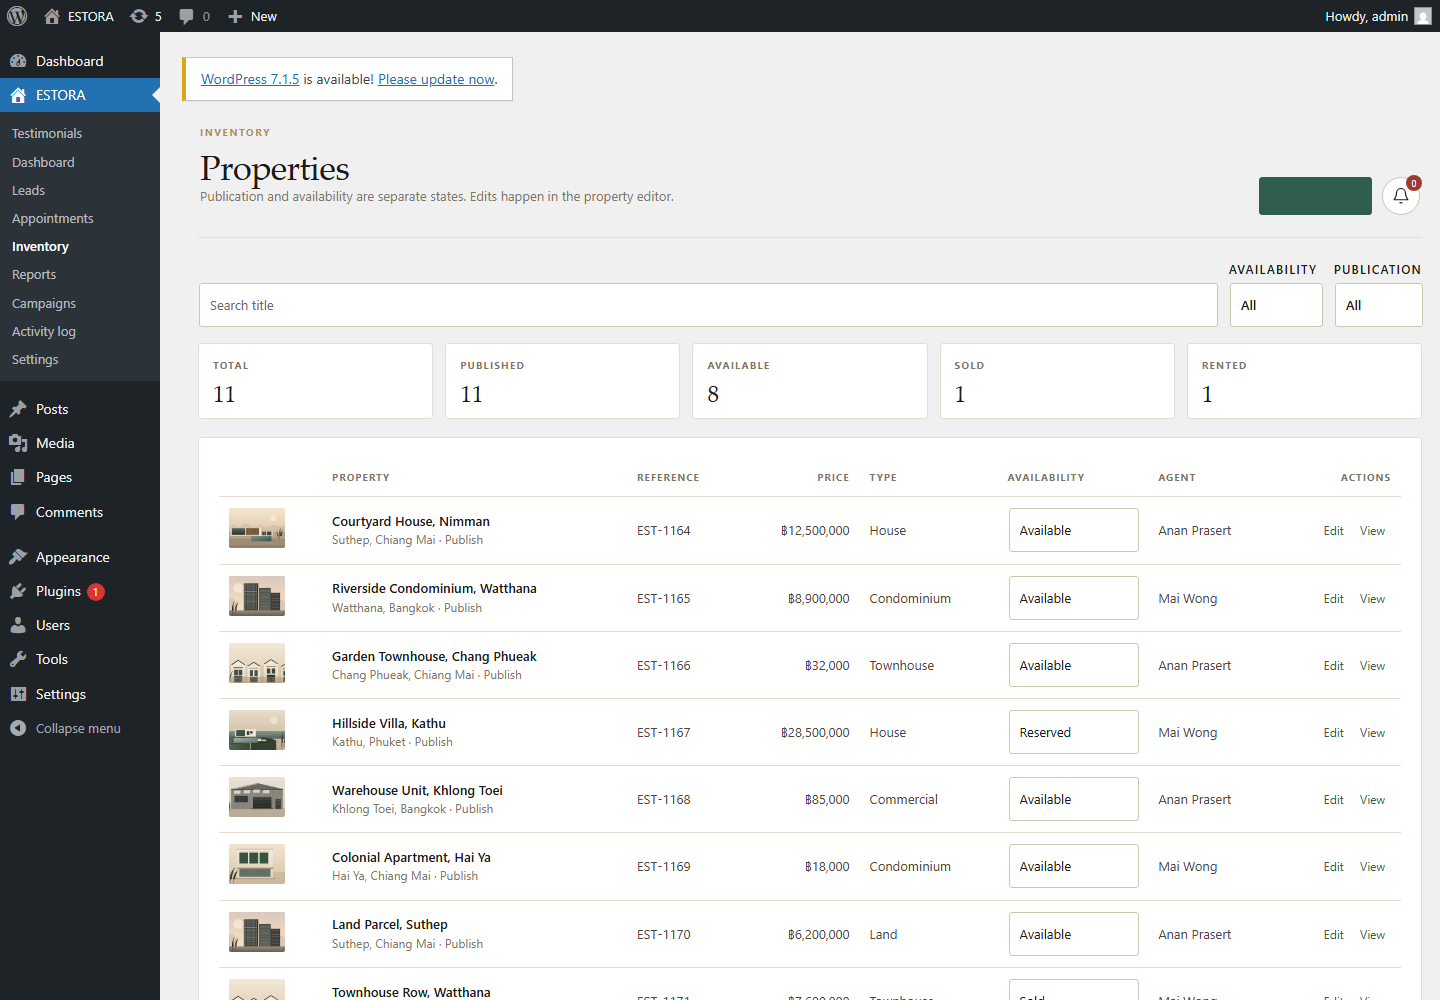 ESTORA 5 0 New Howdy, admin
Dashboard
ESTORA
Testimonials
Dashboard
Leads
Appointments
Inventory
Reports
Campaigns
Activity log
Settings
Posts
Media
Pages
Comments
Appearance
Plugins 1
Users
Tools
Settings
Collapse menu
WordPress 7.1.5 is available! Please update now.
INVENTORY
Properties
Publication and availability are separate states. Edits happen in the property editor.
0
AVAILABILITY PUBLICATION
Search title All All
TOTAL PUBLISHED AVAILABLE SOLD RENTED
11 11 8 1 1
PROPERTY REFERENCE PRICE TYPE AVAILABILITY AGENT ACTIONS
Courtyard House, Nimman
Suthep, Chiang Mai · Publish
EST-1164 ฿12,500,000 House Available Anan Prasert Edit View
Riverside Condominium, Watthana
Watthana, Bangkok · Publish
EST-1165 ฿8,900,000 Condominium Available Mai Wong Edit View
Garden Townhouse, Chang Phueak
Chang Phueak, Chiang Mai · Publish
EST-1166 ฿32,000 Townhouse Available Anan Prasert Edit View
Hillside Villa, Kathu
Kathu, Phuket · Publish
EST-1167 ฿28,500,000 House Reserved Mai Wong Edit View
Warehouse Unit, Khlong Toei
Khlong Toei, Bangkok · Publish
EST-1168 ฿85,000 Commercial Available Anan Prasert Edit View
Colonial Apartment, Hai Ya
Hai Ya, Chiang Mai · Publish
EST-1169 ฿18,000 Condominium Available Mai Wong Edit View
Land Parcel, Suthep
Suthep, Chiang Mai · Publish
EST-1170 ฿6,200,000 Land Available Anan Prasert Edit View
Townhouse Row, Watthana